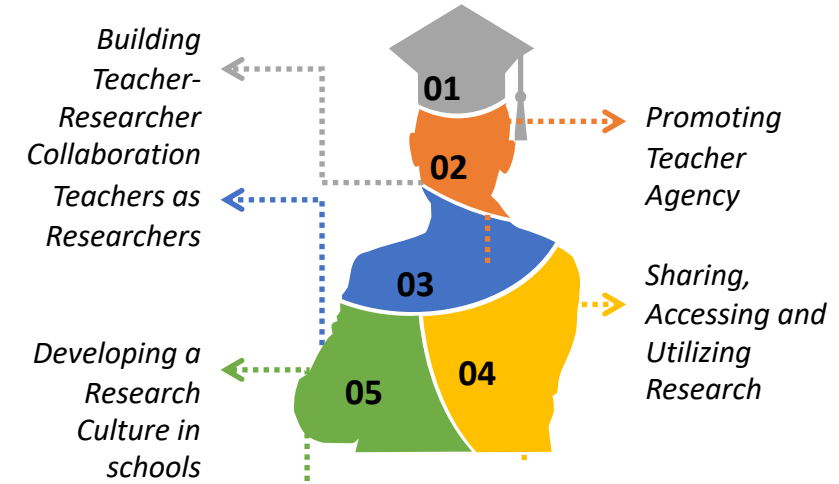 Building
Teacher-
Researcher
Collaboration
Teachers as
Researchers
Developing a
Research
Culture in
schools
01
02
03
04
05
Promoting
Teacher
Agency
Sharing,
Accessing and
Utilizing
Research